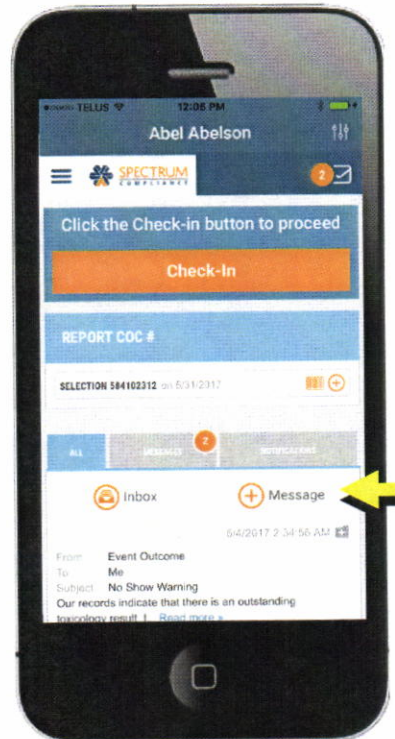 TELUS 12:06 PM
Abel Abelson
SPECTRUM
COMPLIANCE
2
Click the Check-in button to proceed
Check-In
REPORT COC #
SELECTION 584102312 on 5/31/2017
ALL MESSAGES 2 NOTIFICATIONS
Inbox Message
5/4/2017 2:34:56 AM
From Event Outcome
To Me
Subject No Show Warning
Our records indicate that there is an outstanding
toxicology result. Read more »